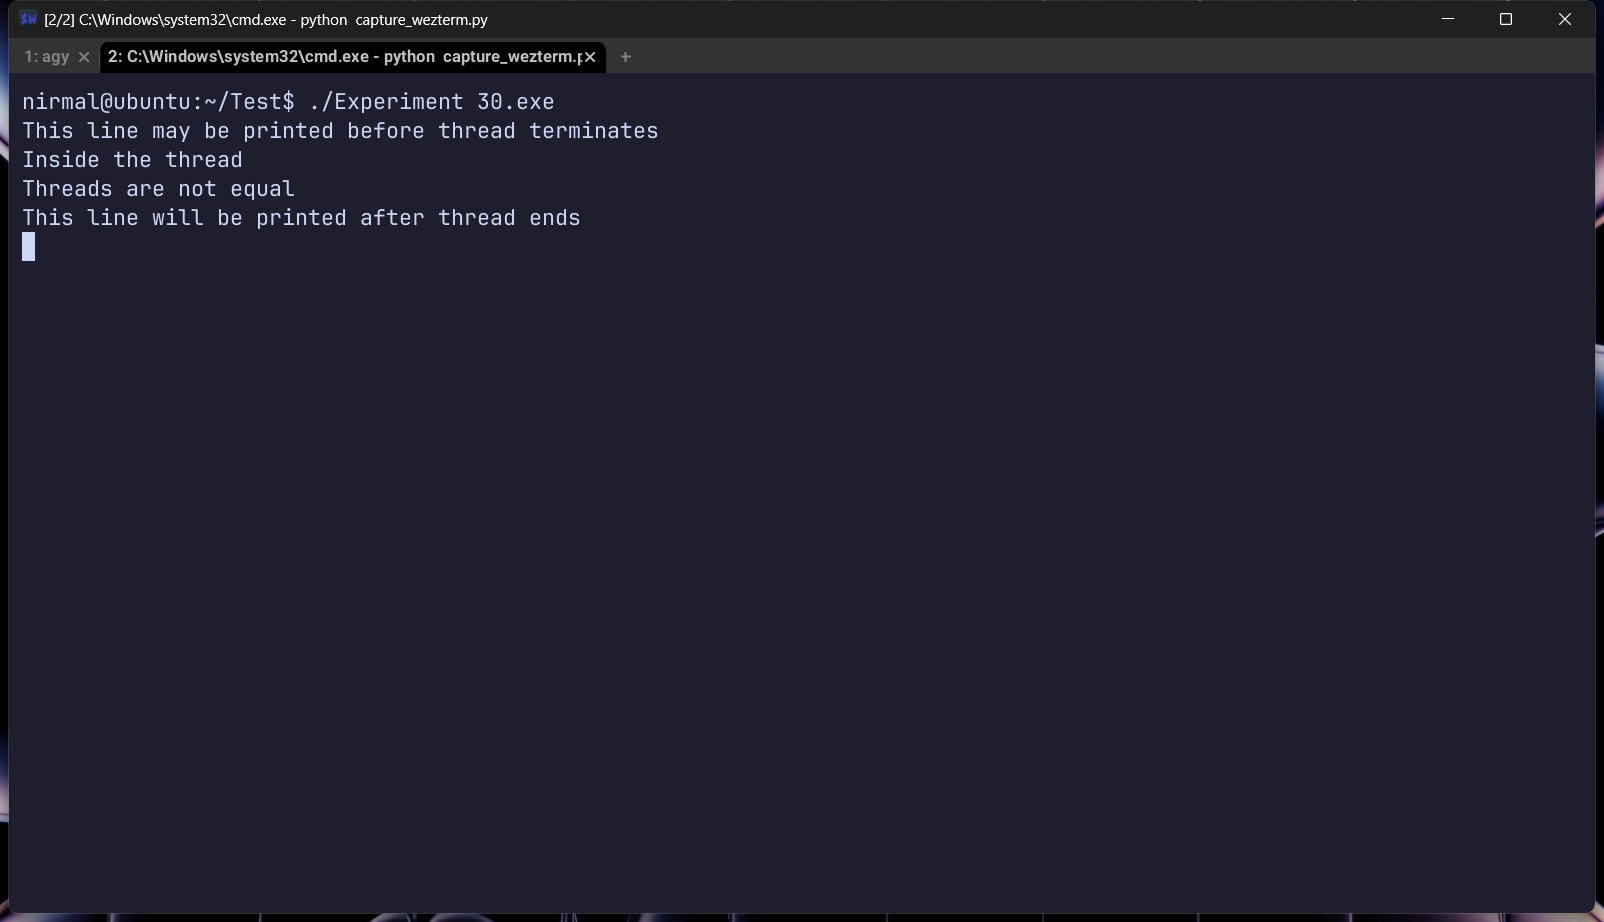 $W [2/2] C:\Windows\system32\cmd.exe - python  capture_wezterm.py
1: agy × 2: C:\Windows\system32\cmd.exe - python  capture_wezterm.p × +
nirmal@ubuntu:~/Test$ ./Experiment 30.exe
This line may be printed before thread terminates
Inside the thread
Threads are not equal
This line will be printed after thread ends